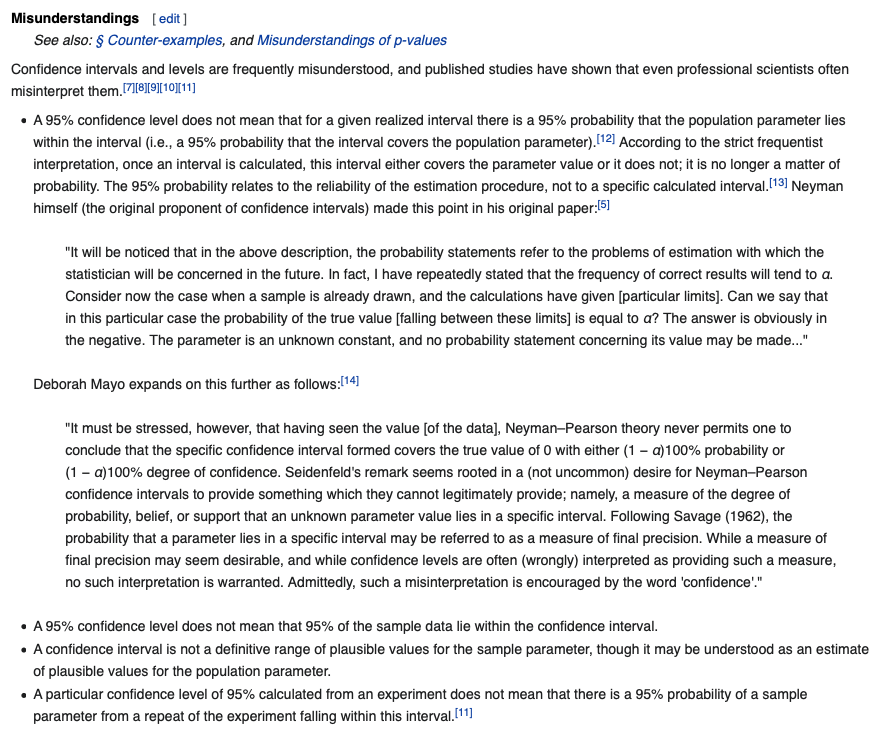 Misunderstandings [ edit ]
See also: § Counter-examples, and Misunderstandings of p-values
Confidence intervals and levels are frequently misunderstood, and published studies have shown that even professional scientists often
misinterpret them.[7][8][9][10][11]
• A 95% confidence level does not mean that for a given realized interval there is a 95% probability that the population parameter lies
within the interval (i.e., a 95% probability that the interval covers the population parameter).[12] According to the strict frequentist
interpretation, once an interval is calculated, this interval either covers the parameter value or it does not; it is no longer a matter of
probability. The 95% probability relates to the reliability of the estimation procedure, not to a specific calculated interval.[13] Neyman
himself (the original proponent of confidence intervals) made this point in his original paper:[5]
"It will be noticed that in the above description, the probability statements refer to the problems of estimation with which the
statistician will be concerned in the future. In fact, I have repeatedly stated that the frequency of correct results will tend to α.
Consider now the case when a sample is already drawn, and the calculations have given [particular limits]. Can we say that
in this particular case the probability of the true value [falling between these limits] is equal to α? The answer is obviously in
the negative. The parameter is an unknown constant, and no probability statement concerning its value may be made..."
Deborah Mayo expands on this further as follows:[14]
"It must be stressed, however, that having seen the value [of the data], Neyman–Pearson theory never permits one to
conclude that the specific confidence interval formed covers the true value of 0 with either (1 − α)100% probability or
(1 − α)100% degree of confidence. Seidenfeld's remark seems rooted in a (not uncommon) desire for Neyman–Pearson
confidence intervals to provide something which they cannot legitimately provide; namely, a measure of the degree of
probability, belief, or support that an unknown parameter value lies in a specific interval. Following Savage (1962), the
probability that a parameter lies in a specific interval may be referred to as a measure of final precision. While a measure of
final precision may seem desirable, and while confidence levels are often (wrongly) interpreted as providing such a measure,
no such interpretation is warranted. Admittedly, such a misinterpretation is encouraged by the word 'confidence'."
• A 95% confidence level does not mean that 95% of the sample data lie within the confidence interval.
• A confidence interval is not a definitive range of plausible values for the sample parameter, though it may be understood as an estimate
of plausible values for the population parameter.
• A particular confidence level of 95% calculated from an experiment does not mean that there is a 95% probability of a sample
parameter from a repeat of the experiment falling within this interval.[11]